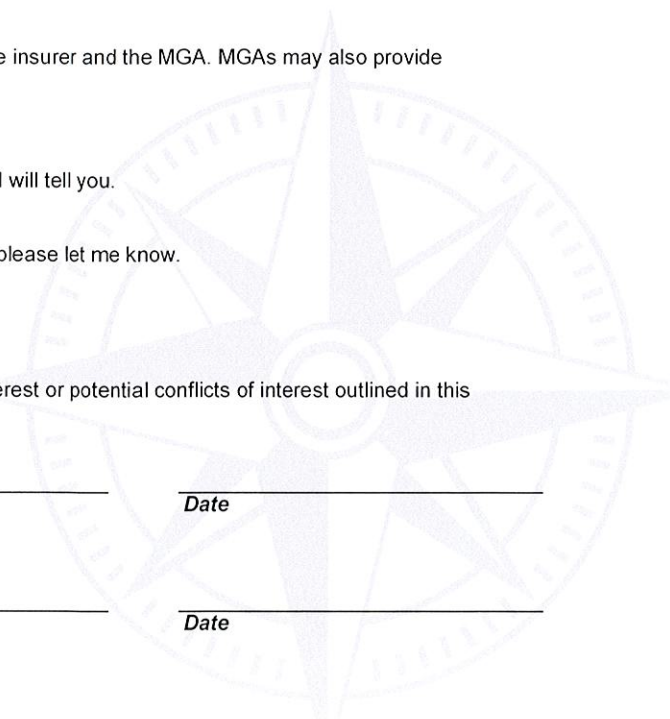 e insurer and the MGA. MGAs may also provide
will tell you.
please let me know.
erest or potential conflicts of interest outlined in this
Date
Date